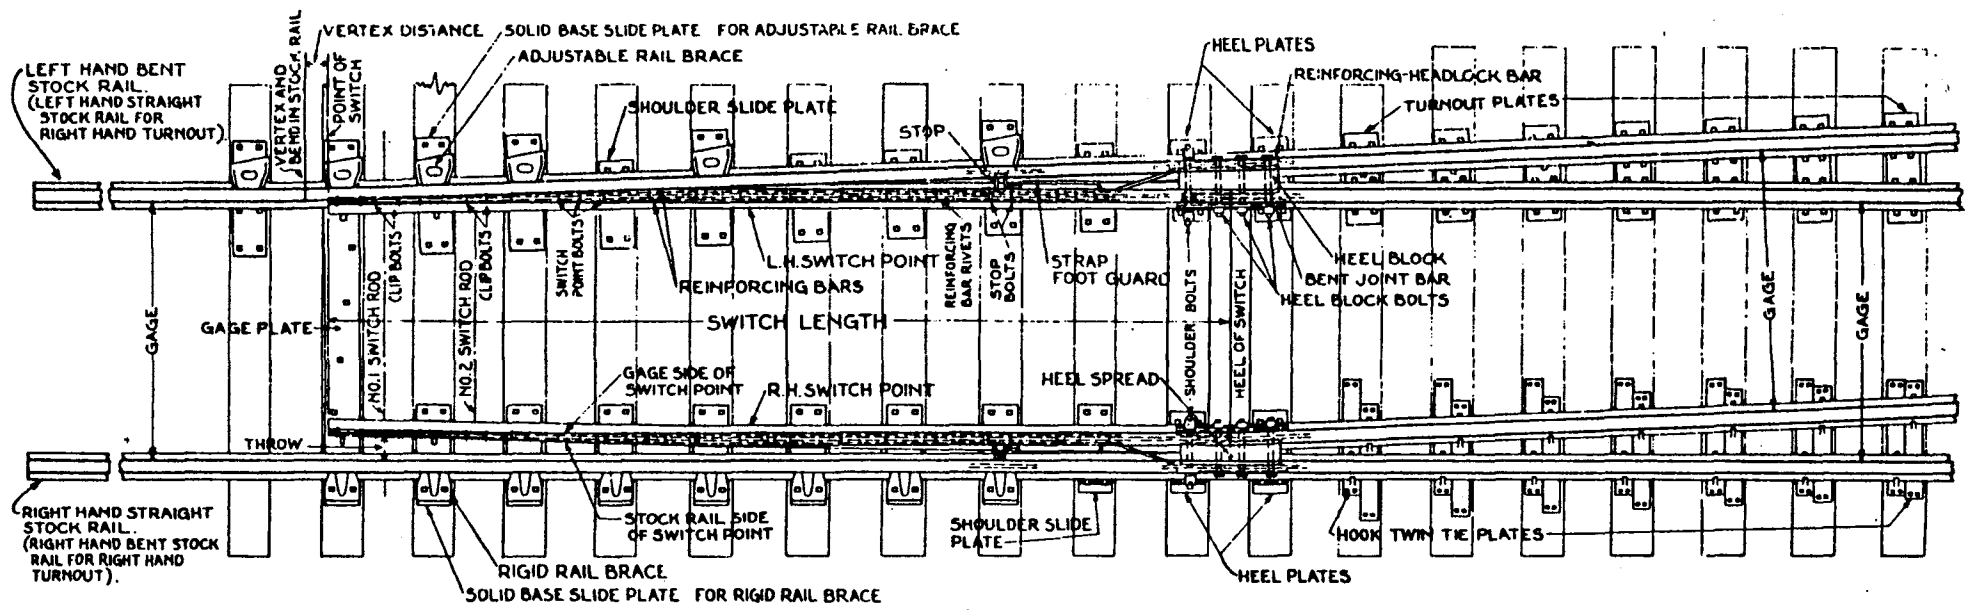 VERTEX DISTANCE
SOLID BASE SLIDE PLATE FOR ADJUSTABLE RAIL BRACE
ADJUSTABLE RAIL BRACE
LEFT HAND BENT
STOCK RAIL.
(LEFT HAND STRAIGHT
STOCK RAIL FOR
RIGHT HAND TURNOUT).
VERTEX AND
BEND IN STOCK RAIL
POINT OF
SWITCH
SHOULDER SLIDE PLATE
STOP
HEEL PLATES
REINFORCING-HEADLOCK BAR
TURNOUT PLATES
GAGE
GAGE PLATE
NO.1 SWITCH ROD
CLIP BOLTS
NO.2 SWITCH ROD
CLIP BOLTS
SWITCH
POINT BOLTS
REINFORCING BARS
L.H. SWITCH POINT
REINFORCING
BAR RIVETS
STOP
BOLTS
STRAP
FOOT GUARD
SHOULDER BOLTS
HEEL OF SWITCH
HEEL BLOCK
BENT JOINT BAR
HEEL BLOCK BOLTS
GAGE
GAGE
SWITCH LENGTH
GAGE SIDE OF
SWITCH POINT
R.H. SWITCH POINT
HEEL SPREAD
THROW
RIGHT HAND STRAIGHT
STOCK RAIL.
(RIGHT HAND BENT STOCK
RAIL FOR RIGHT HAND
TURNOUT).
STOCK RAIL SIDE
OF SWITCH POINT
SHOULDER SLIDE
PLATE
HOOK TWIN TIE PLATES
RIGID RAIL BRACE
HEEL PLATES
SOLID BASE SLIDE PLATE FOR RIGID RAIL BRACE